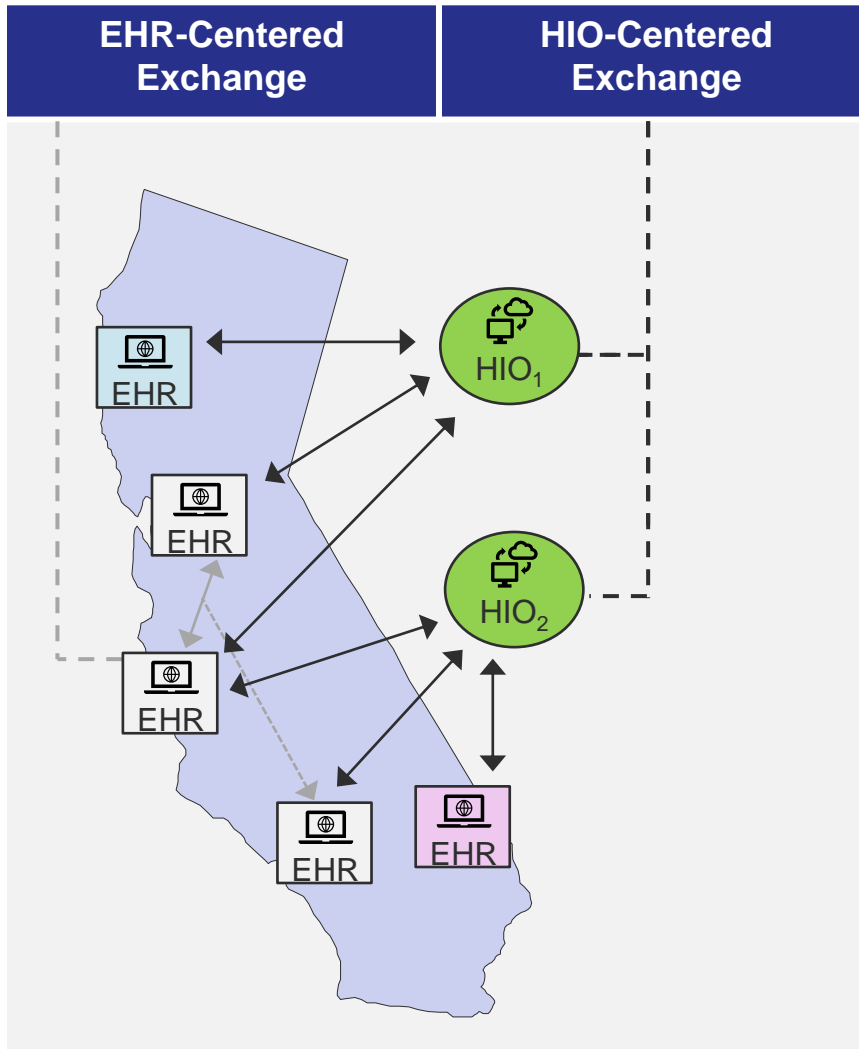 EHR-Centered
Exchange
HIO-Centered
Exchange
HIO₁
EHR
EHR
HIO₂
EHR
EHR
EHR